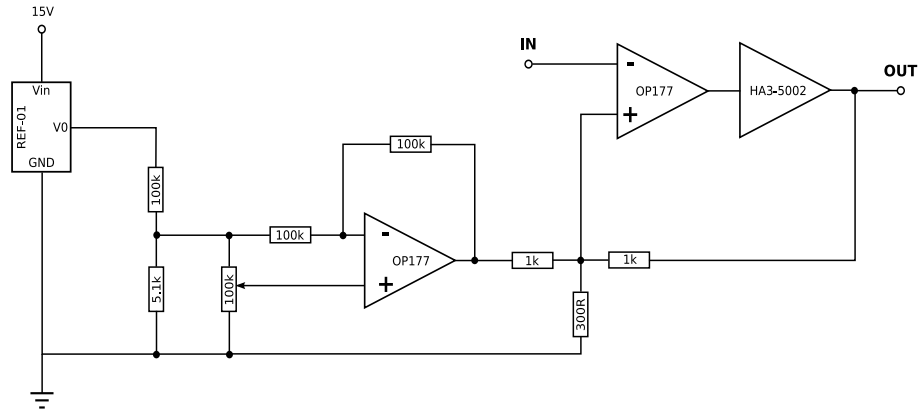 15V
IN
OUT
Vin
REF-01
V0
GND
-
OP177
+
HA3-5002
100k
100k
100k
5.1k
100k
-
OP177
+
1k
1k
300R